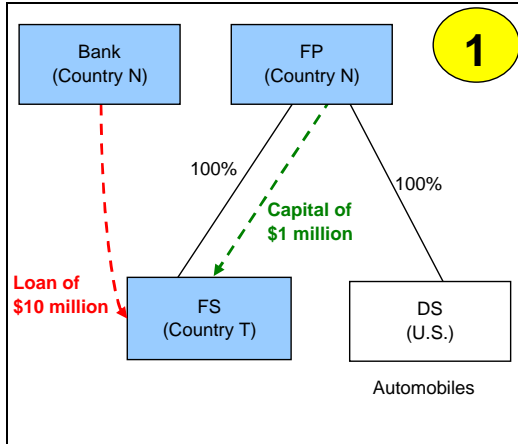 Bank
(Country N)
FP
(Country N)
1
100%
100%
Capital of
$1 million
Loan of
$10 million
FS
(Country T)
DS
(U.S.)
Automobiles